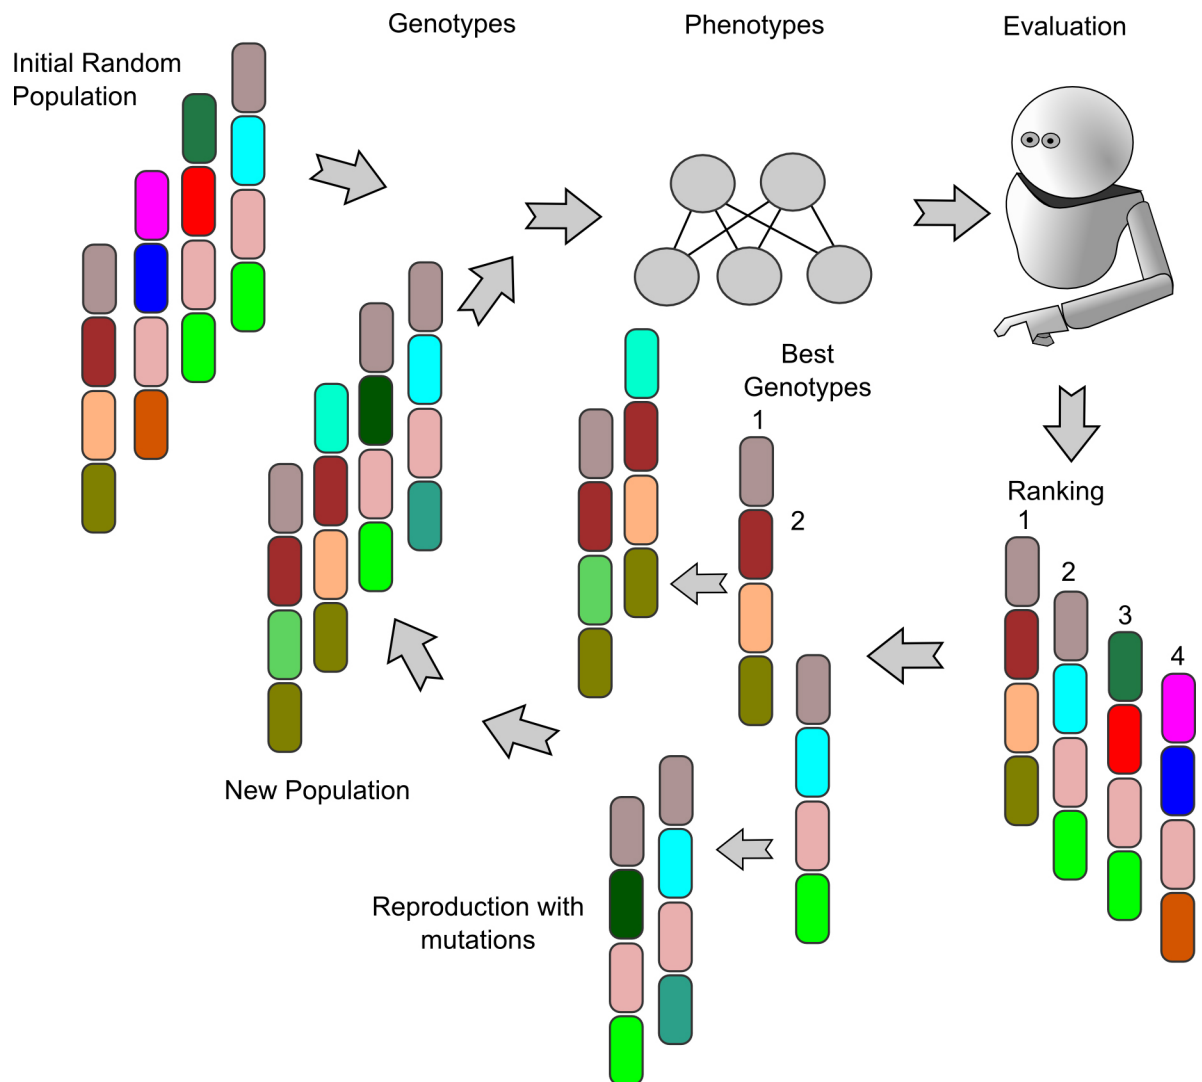 Genotypes
Phenotypes
Evaluation
Initial Random
Population
Best
Genotypes
1
2
Ranking
1
2
3
4
New Population
Reproduction with
mutations